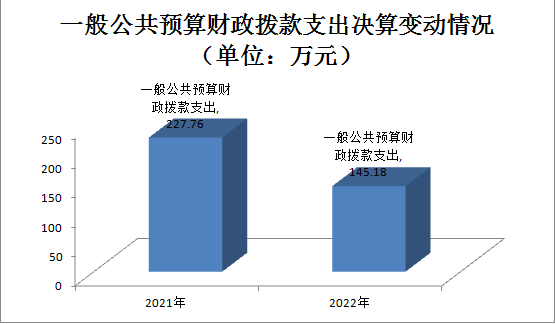 一般公共预算财政拨款支出决算变动情况
（单位：万元）
一般公共预算财
政拨款支出,
227.76
一般公共预算财
政拨款支出,
145.18
250
200
150
100
50
0
2021年
2022年